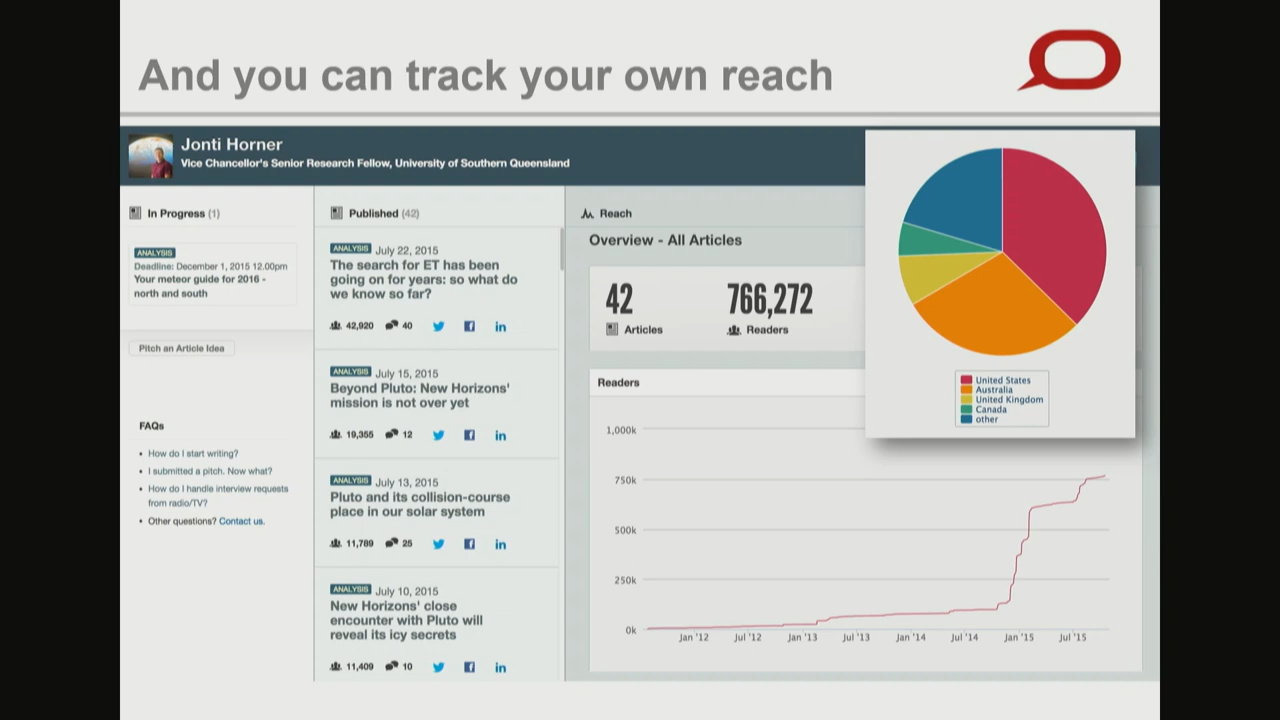 And you can track your own reach
Jonti Horner
Vice Chancellor's Senior Research Fellow, University of Southern Queensland
In Progress (1)
ANALYSIS
Deadline: December 1, 2015 12.00pm
Your meteor guide for 2016 -
north and south
Pitch an Article Idea
FAQs
• How do I start writing?
• I submitted a pitch. Now what?
• How do I handle interview requests
from radio/TV?
• Other questions? Contact us.
Published (42)
ANALYSIS July 22, 2015
The search for ET has been
going on for years: so what do
we know so far?
42,920 40
ANALYSIS July 15, 2015
Beyond Pluto: New Horizons'
mission is not over yet
19,355 12
ANALYSIS July 13, 2015
Pluto and its collision-course
place in our solar system
11,789 25
ANALYSIS July 10, 2015
New Horizons' close
encounter with Pluto will
reveal its icy secrets
11,409 10
Reach
Overview - All Articles
42 766,272
Articles Readers
Readers
1,000k
750k
500k
250k
0k
Jan '12 Jul '12 Jan '13 Jul '13 Jan '14 Jul '14 Jan '15 Jul '15
United States
Australia
United Kingdom
Canada
other